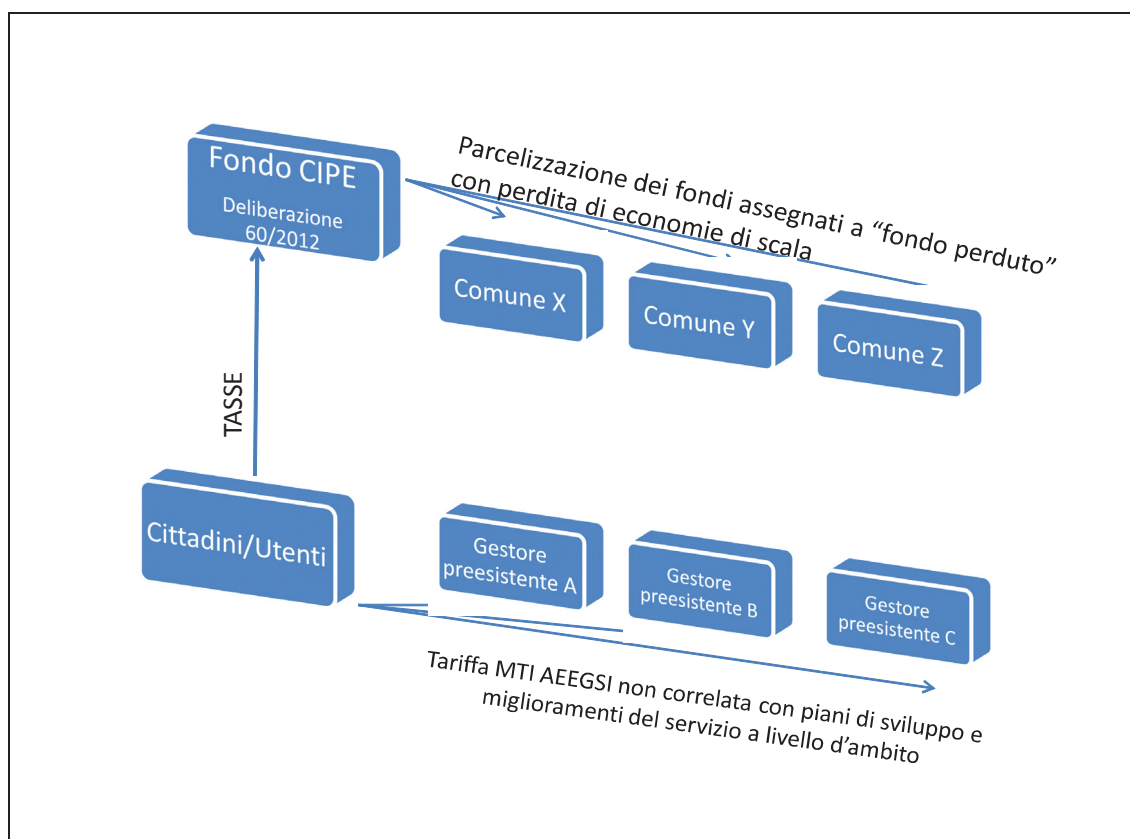 Fondo CIPE
Deliberazione
60/2012
Parcelizzazione dei fondi assegnati a “fondo perduto”
con perdita di economie di scala
Comune X
Comune Y
Comune Z
TASSE
Cittadini/Utenti
Gestore
preesistente A
Gestore
preesistente B
Gestore
preesistente C
Tariffa MTI AEEGSI non correlata con piani di sviluppo e
miglioramenti del servizio a livello d’ambito